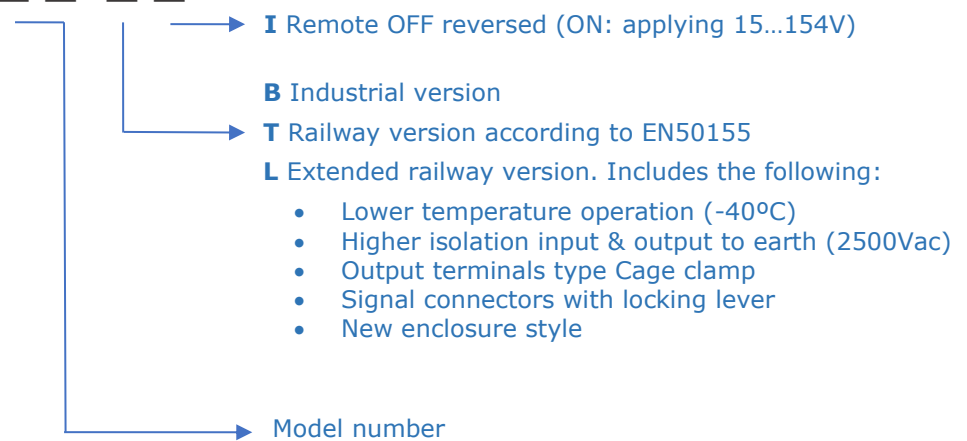 I Remote OFF reversed (ON: applying 15…154V)
B Industrial version
T Railway version according to EN50155
L Extended railway version. Includes the following:
• Lower temperature operation (-40ºC)
• Higher isolation input & output to earth (2500Vac)
• Output terminals type Cage clamp
• Signal connectors with locking lever
• New enclosure style
Model number